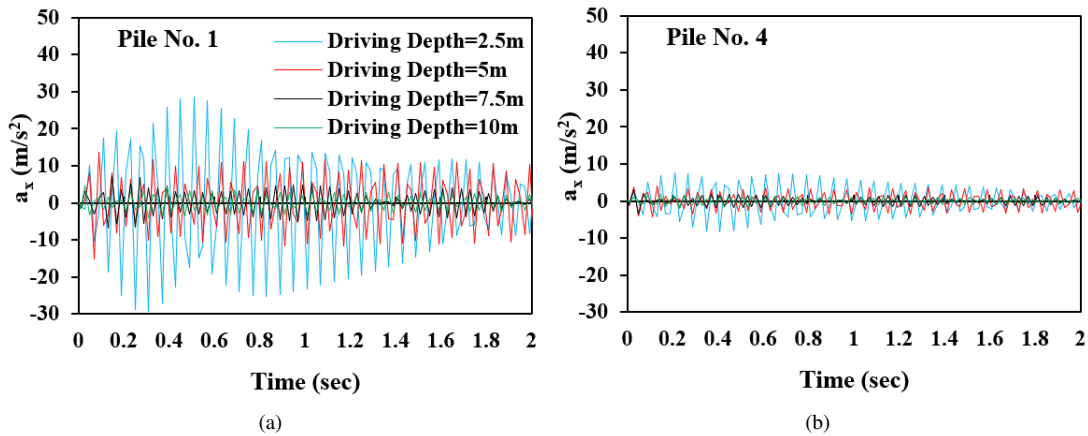 Pile No. 1
Driving Depth=2.5m
Driving Depth=5m
Driving Depth=7.5m
Driving Depth=10m
50
40
30
20
10
0
-10
-20
-30
aₓ (m/s²)
0 0.2 0.4 0.6 0.8 1 1.2 1.4 1.6 1.8 2
Time (sec)
(a)
Pile No. 4
50
40
30
20
10
0
-10
-20
-30
aₓ (m/s²)
0 0.2 0.4 0.6 0.8 1 1.2 1.4 1.6 1.8 2
Time (sec)
(b)